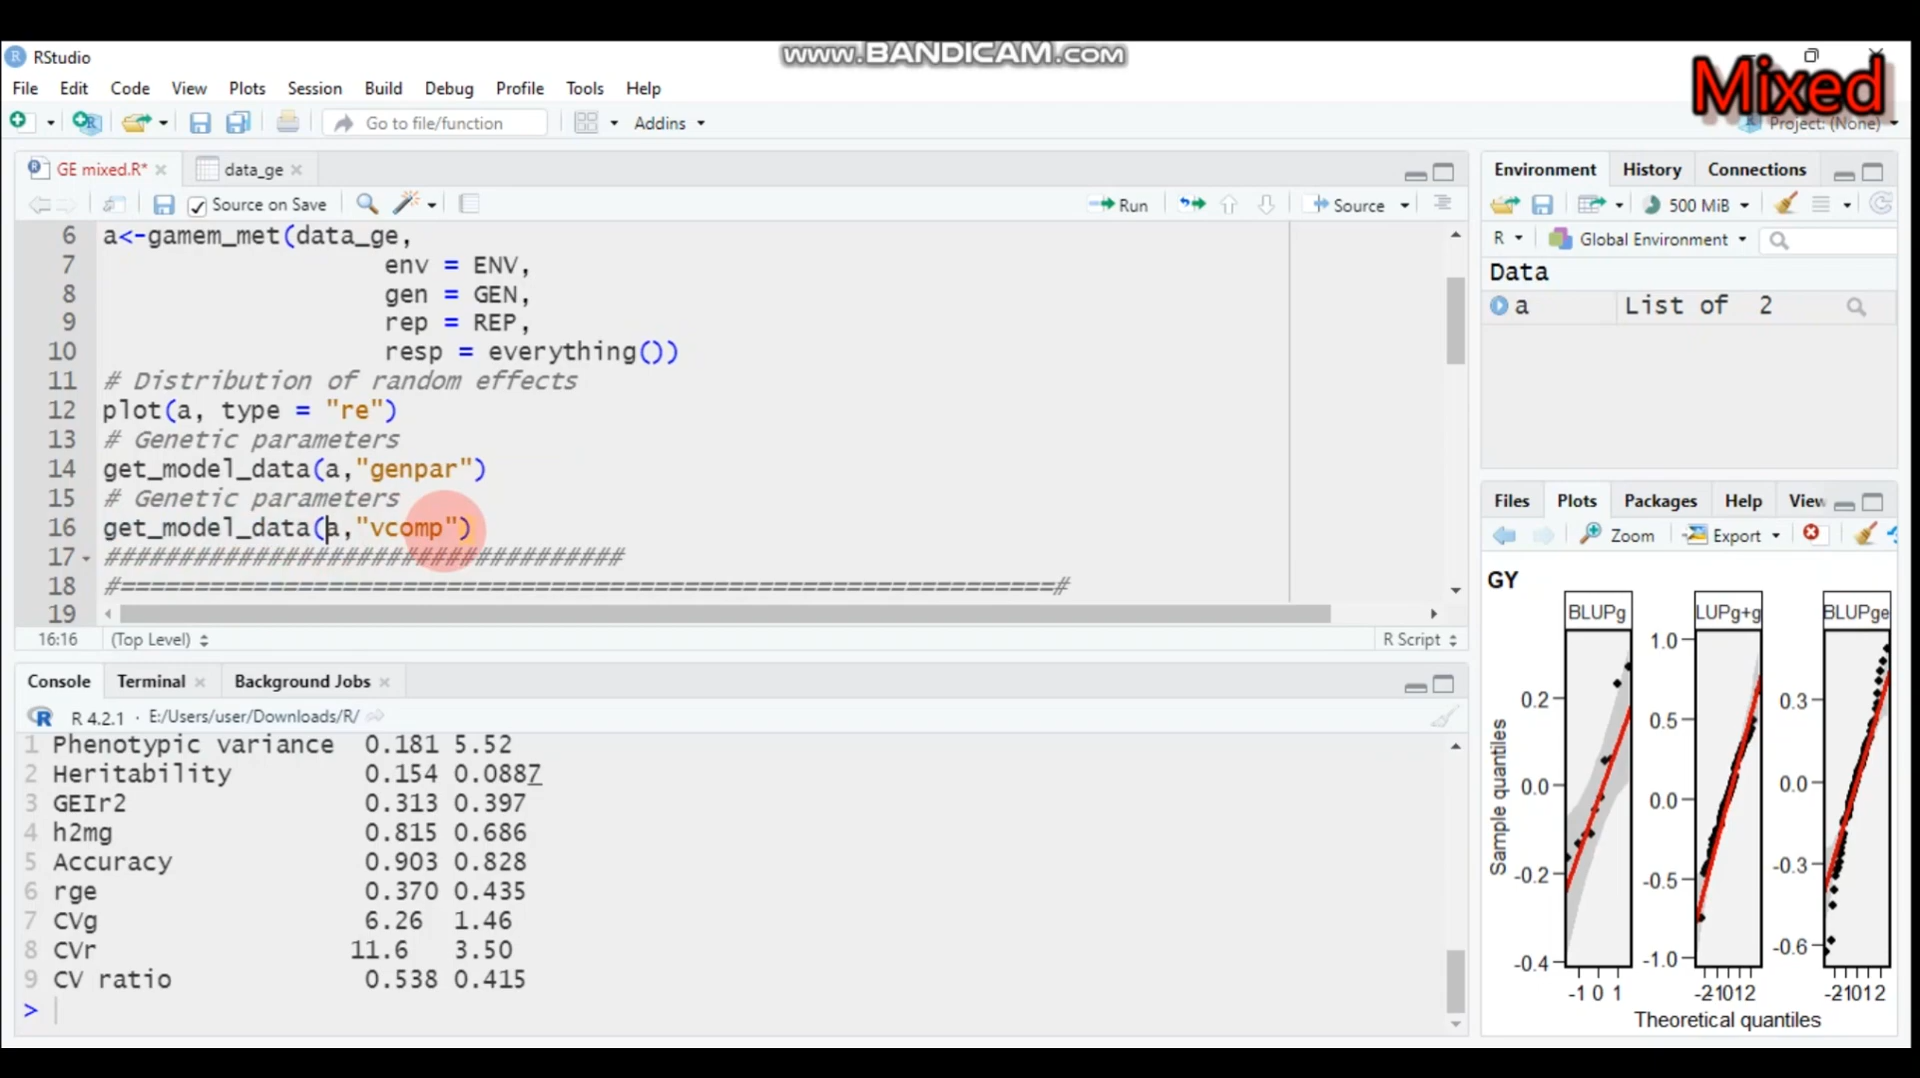 www.BANDICAM.com
RStudio
Mixed
File Edit Code View Plots Session Build Debug Profile Tools Help
Go to file/function Addins
Project: (None)
GE mixed.R* data_ge
Source on Save Run Source
6 a<-gamem_met(data_ge,
7 env = ENV,
8 gen = GEN,
9 rep = REP,
10 resp = everything())
11 # Distribution of random effects
12 plot(a, type = "re")
13 # Genetic parameters
14 get_model_data(a,"genpar")
15 # Genetic parameters
16 get_model_data(a,"vcomp")
17 ###################################
18 #================================================================#
19
16:16 (Top Level) R Script
Console Terminal Background Jobs
R 4.2.1 · E:/Users/user/Downloads/R/
1 Phenotypic variance 0.181 5.52
2 Heritability 0.154 0.0887
3 GEIr2 0.313 0.397
4 h2mg 0.815 0.686
5 Accuracy 0.903 0.828
6 rge 0.370 0.435
7 CVg 6.26 1.46
8 CVr 11.6 3.50
9 CV ratio 0.538 0.415
>
Environment History Connections
500 MiB
R Global Environment
Data
a List of 2
Files Plots Packages Help View
Zoom Export
GY
BLUPg LUPg+g BLUPge
0.2
0.0
-0.2
-0.4
1.0
0.5
0.0
-0.5
-1.0
0.3
0.0
-0.3
-0.6
Sample quantiles
-1 0 1 -21012 -21012
Theoretical quantiles